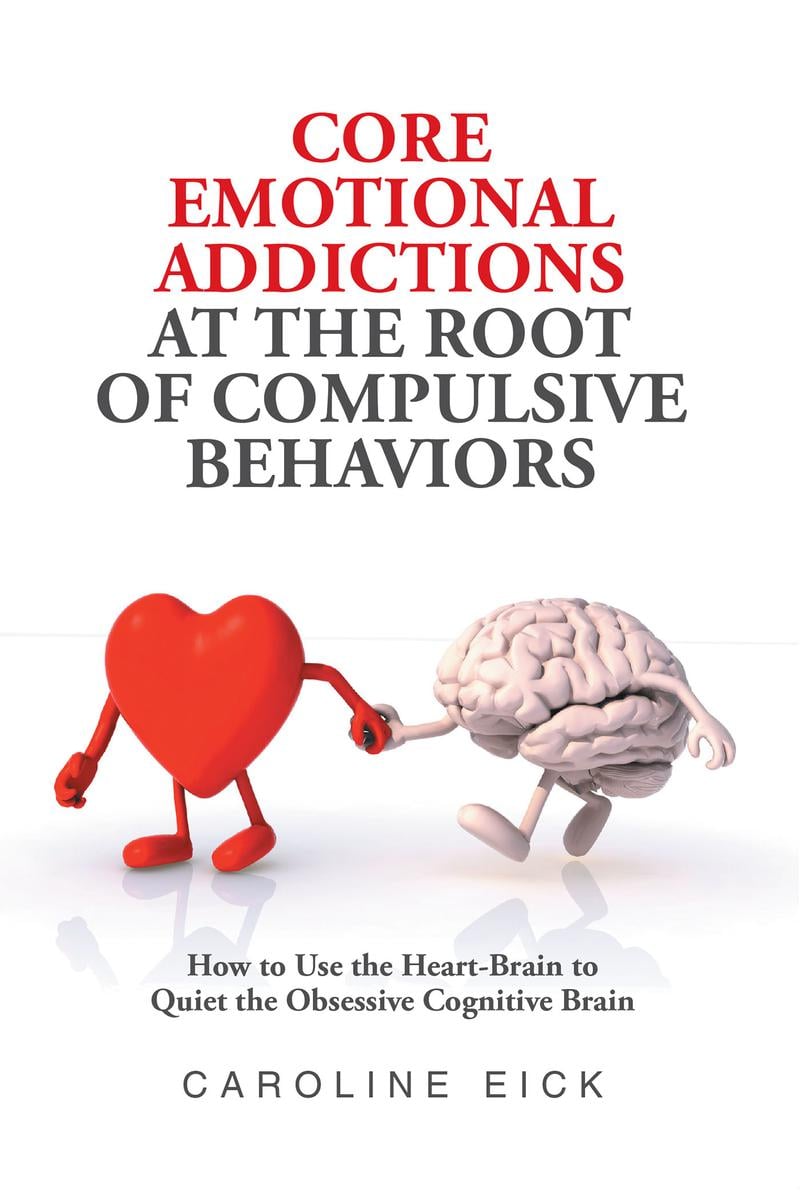 CORE
EMOTIONAL
ADDICTIONS
AT THE ROOT
OF COMPULSIVE
BEHAVIORS
How to Use the Heart-Brain to
Quiet the Obsessive Cognitive Brain
CAROLINE EICK